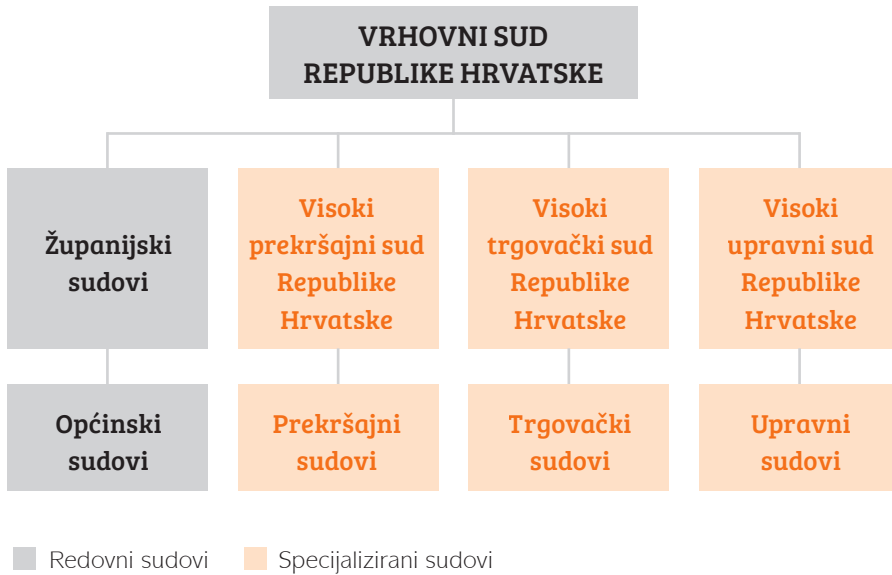 VRHOVNI SUD
REPUBLIKE HRVATSKE
Županijski
sudovi
Visoki
prekršajni sud
Republike
Hrvatske
Visoki
trgovački sud
Republike
Hrvatske
Visoki
upravni sud
Republike
Hrvatske
Općinski
sudovi
Prekršajni
sudovi
Trgovački
sudovi
Upravni
sudovi
Redovni sudovi
Specijalizirani sudovi